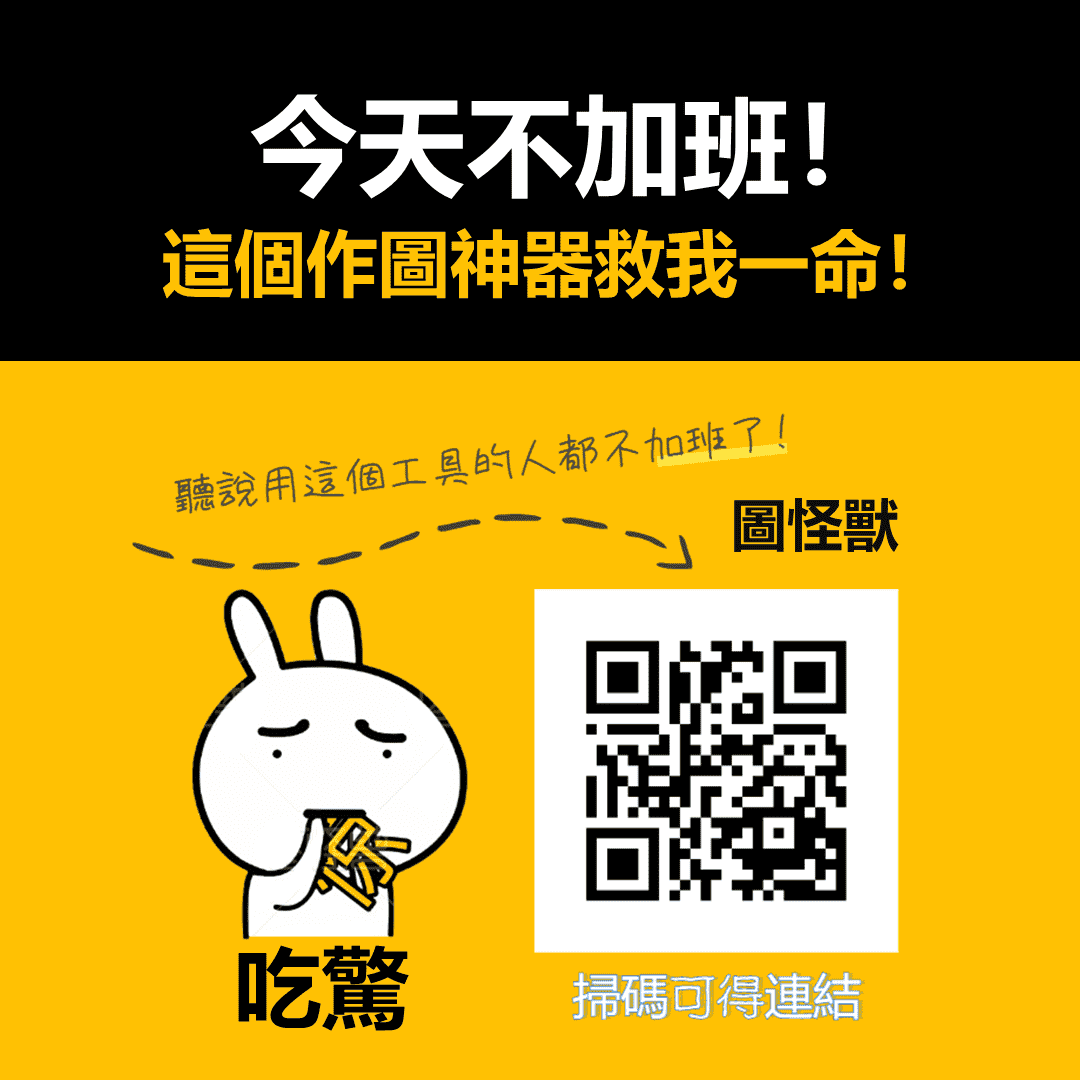 今天不加班!
這個作圖神器救我一命!
聽說用這個工具的人都不加班了!
圖怪獸
吃驚
掃碼可得連結